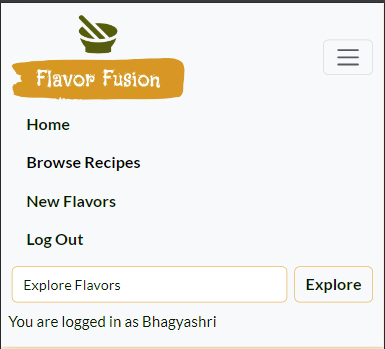 Flavor Fusion
Home
Browse Recipes
New Flavors
Log Out
Explore Flavors Explore
You are logged in as Bhagyashri